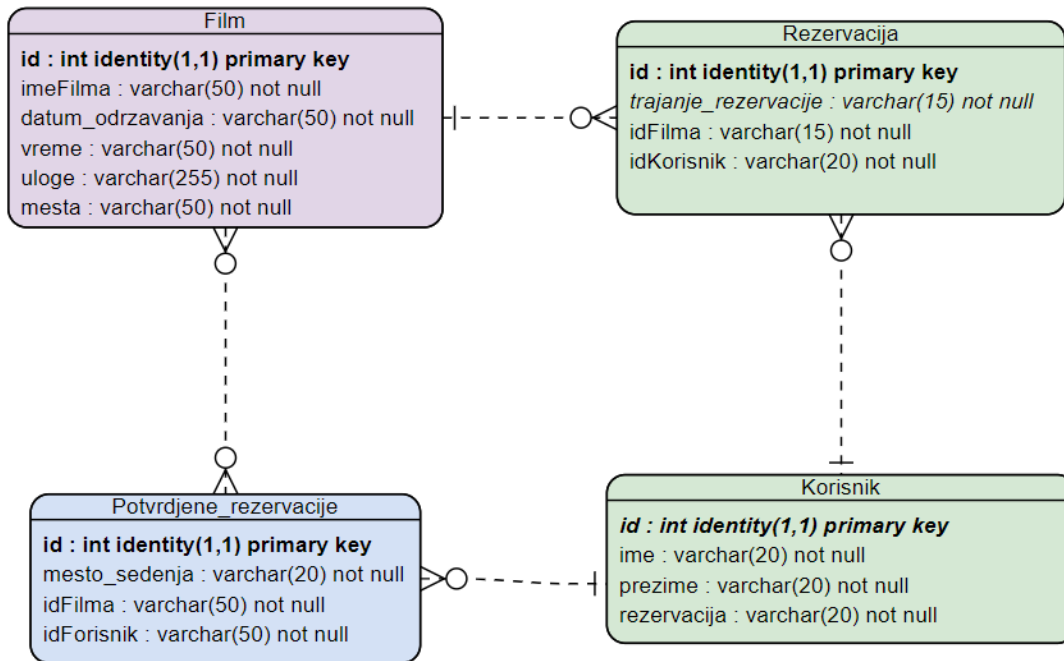 Film
id : int identity(1,1) primary key
imeFilma : varchar(50) not null
datum_odrzavanja : varchar(50) not null
vreme : varchar(50) not null
uloge : varchar(255) not null
mesta : varchar(50) not null
Rezervacija
id : int identity(1,1) primary key
trajanje_rezervacije : varchar(15) not null
idFilma : varchar(15) not null
idKorisnik : varchar(20) not null
Potvrdjene_rezervacije
id : int identity(1,1) primary key
mesto_sedenja : varchar(20) not null
idFilma : varchar(50) not null
idForisnik : varchar(50) not null
Korisnik
id : int identity(1,1) primary key
ime : varchar(20) not null
prezime : varchar(20) not null
rezervacija : varchar(20) not null